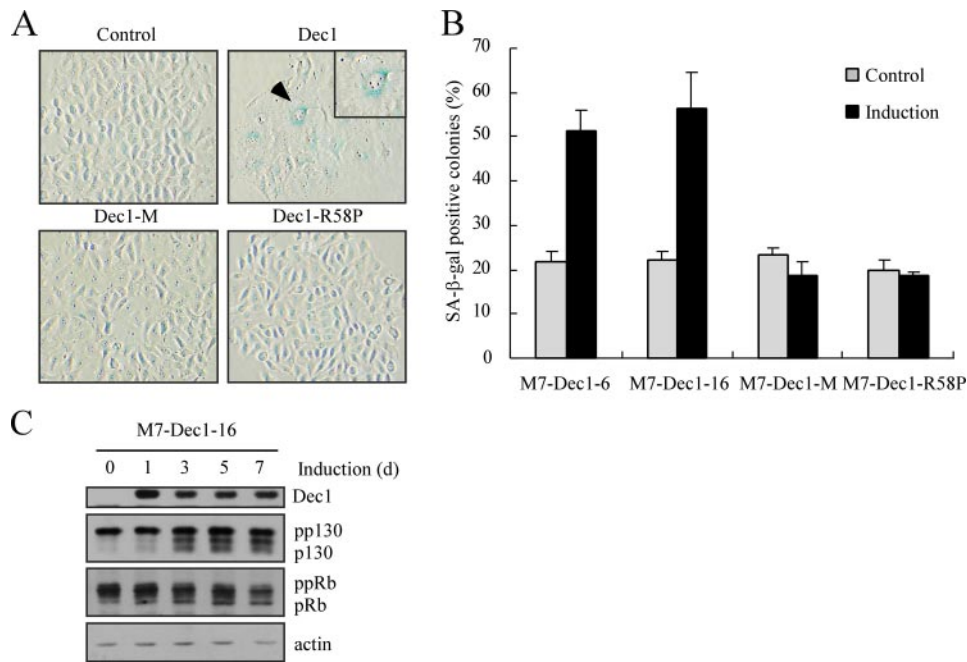 A
Control
Dec1
Dec1-M
Dec1-R58P
B
SA-β-gal positive colonies (%)
70
60
50
40
30
20
10
0
Control
Induction
M7-Dec1-6
M7-Dec1-16
M7-Dec1-M
M7-Dec1-R58P
C
M7-Dec1-16
0 1 3 5 7 Induction (d)
Dec1
pp130
p130
ppRb
pRb
actin